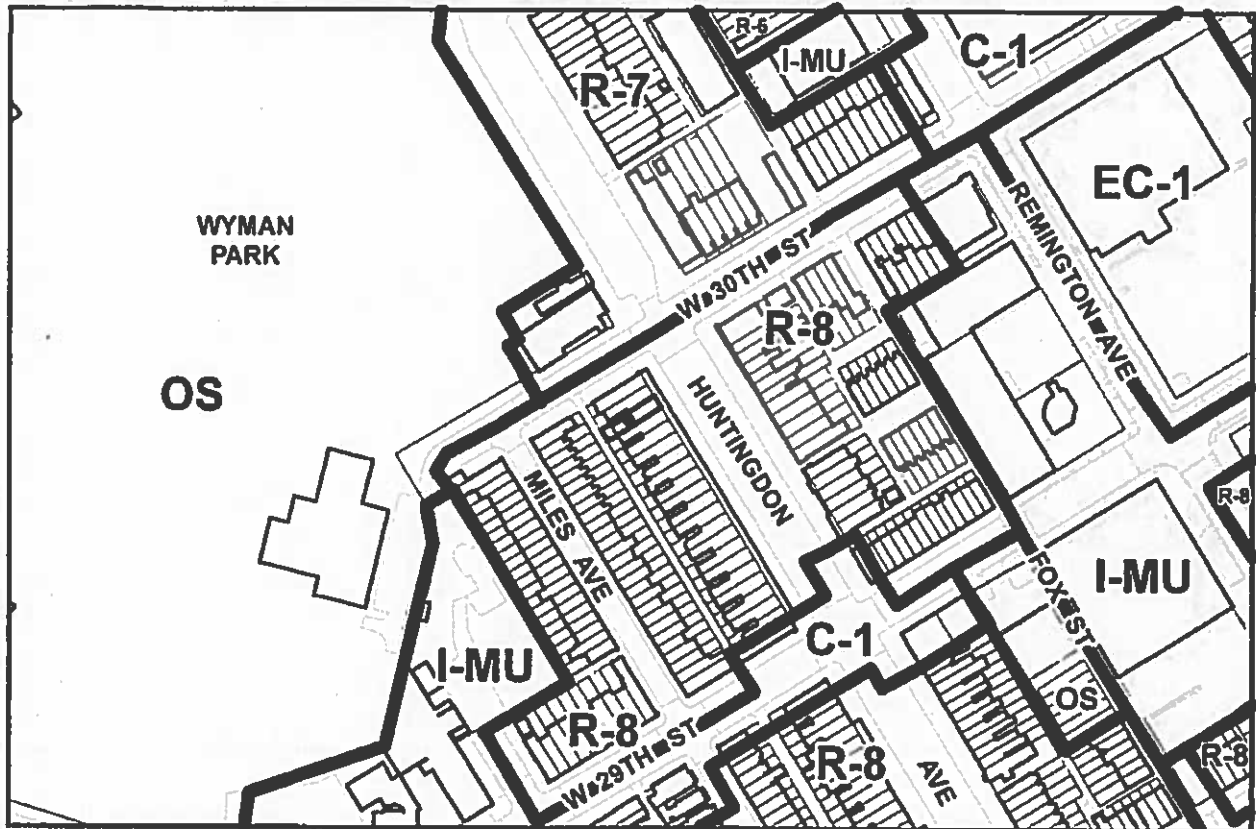 R-6
I-MU
C-1
R-7
EC-1
WYMAN
PARK
REMINGTON AVE
W 30TH ST
R-8
OS
HUNTINGDON
MILES AVE
R-8
I-MU
FOX ST
C-1
I-MU
OS
R-8
W 29TH ST
R-8
AVE
R-8